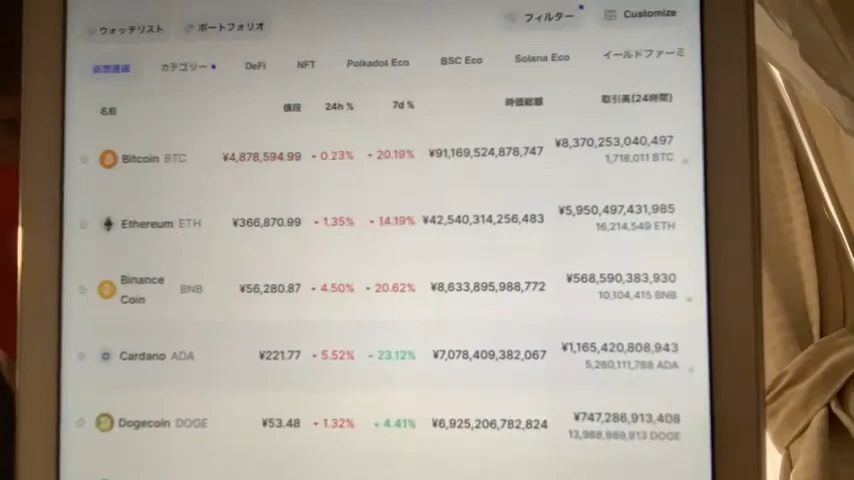 ウォッチリスト ポートフォリオ フィルター Customize
仮想通貨 カテゴリー DeFi NFT Polkadot Eco BSC Eco Solana Eco イールドファーミ
名前 値段 24h % 7d % 時価総額 取引高(24時間)
Bitcoin BTC ¥4,878,594.99 0.23% 20.19% ¥91,169,524,878,747 ¥8,370,253,040,497
1,718,011 BTC
Ethereum ETH ¥366,870.99 1.35% 14.19% ¥42,540,314,256,483 ¥5,950,497,431,985
16,214,549 ETH
Binance Coin BNB ¥56,280.87 4.50% 20.62% ¥8,633,895,988,772 ¥568,590,383,930
10,104,415 BNB
Cardano ADA ¥221.77 5.52% 23.12% ¥7,078,409,382,067 ¥1,165,420,808,943
5,260,111,788 ADA
Dogecoin DOGE ¥53.48 1.32% 4.41% ¥6,925,206,782,824 ¥747,286,913,408
13,988,989,913 DOGE